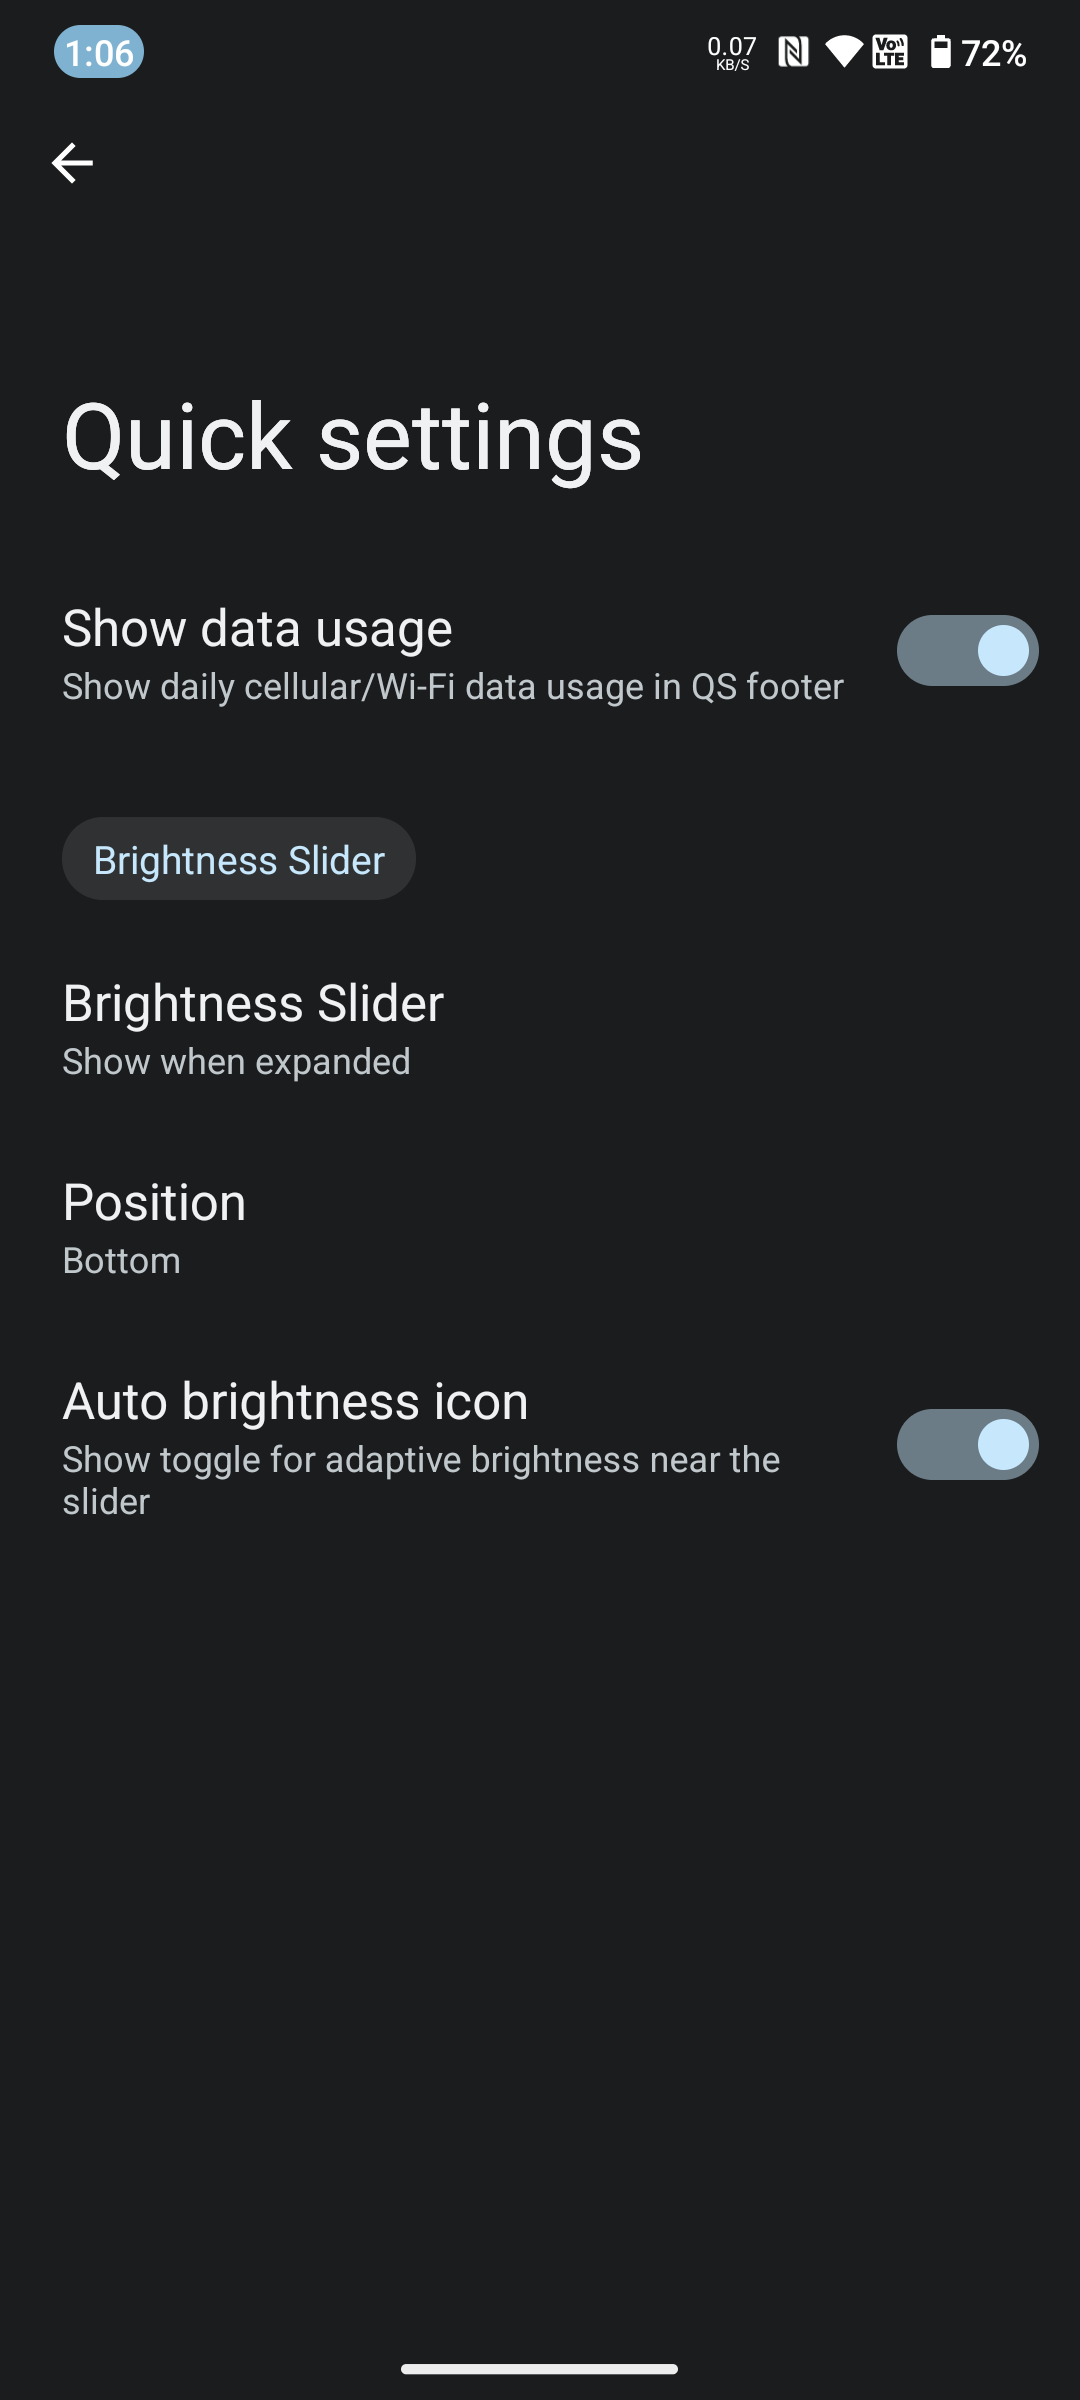 1:06
0.07
KB/S
Vo
LTE
72%
Quick settings
Show data usage
Show daily cellular/Wi-Fi data usage in QS footer
Brightness Slider
Brightness Slider
Show when expanded
Position
Bottom
Auto brightness icon
Show toggle for adaptive brightness near the
slider